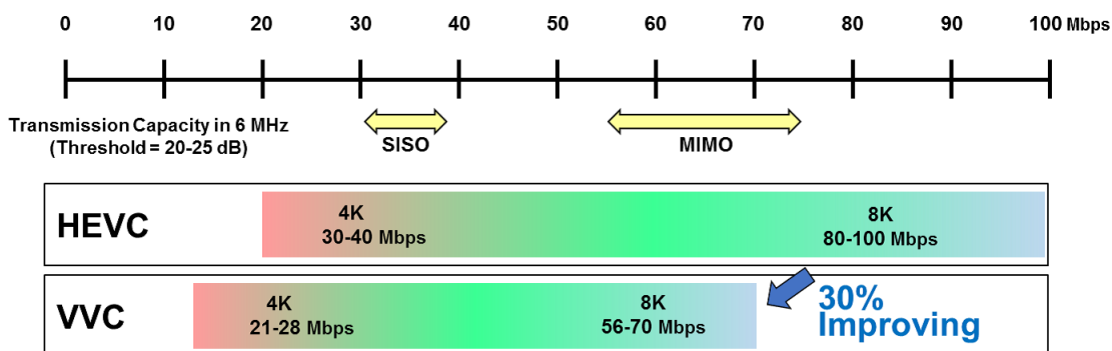 0 10 20 30 40 50 60 70 80 90 100 Mbps
Transmission Capacity in 6 MHz
(Threshold = 20-25 dB)
SISO
MIMO
HEVC
4K
30-40 Mbps
8K
80-100 Mbps
VVC
4K
21-28 Mbps
8K
56-70 Mbps
30%
Improving